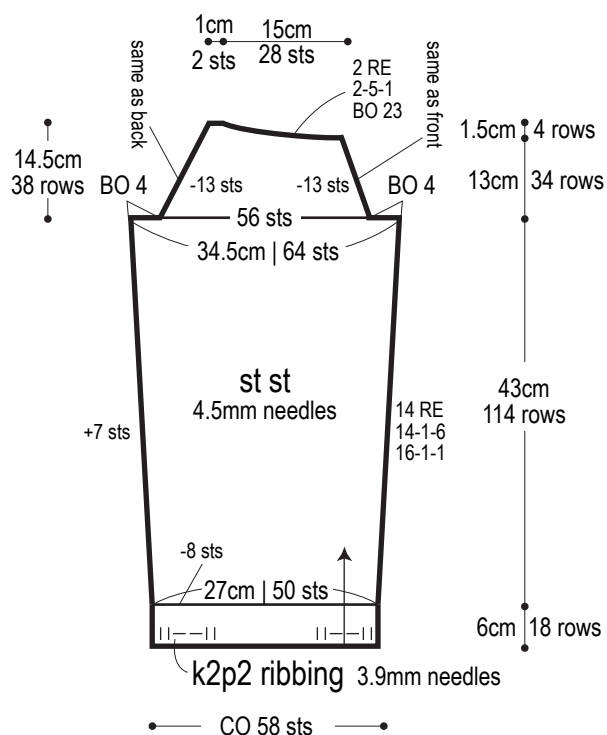 1cm
15cm
2 sts
28 sts
same as back
same as front
2 RE
2-5-1
BO 23
1.5cm
4 rows
14.5cm
38 rows
BO 4
-13 sts
-13 sts
BO 4
13cm
34 rows
56 sts
34.5cm | 64 sts
st st
4.5mm needles
43cm
114 rows
+7 sts
14 RE
14-1-6
16-1-1
-8 sts
27cm | 50 sts
6cm
18 rows
k2p2 ribbing 3.9mm needles
CO 58 sts